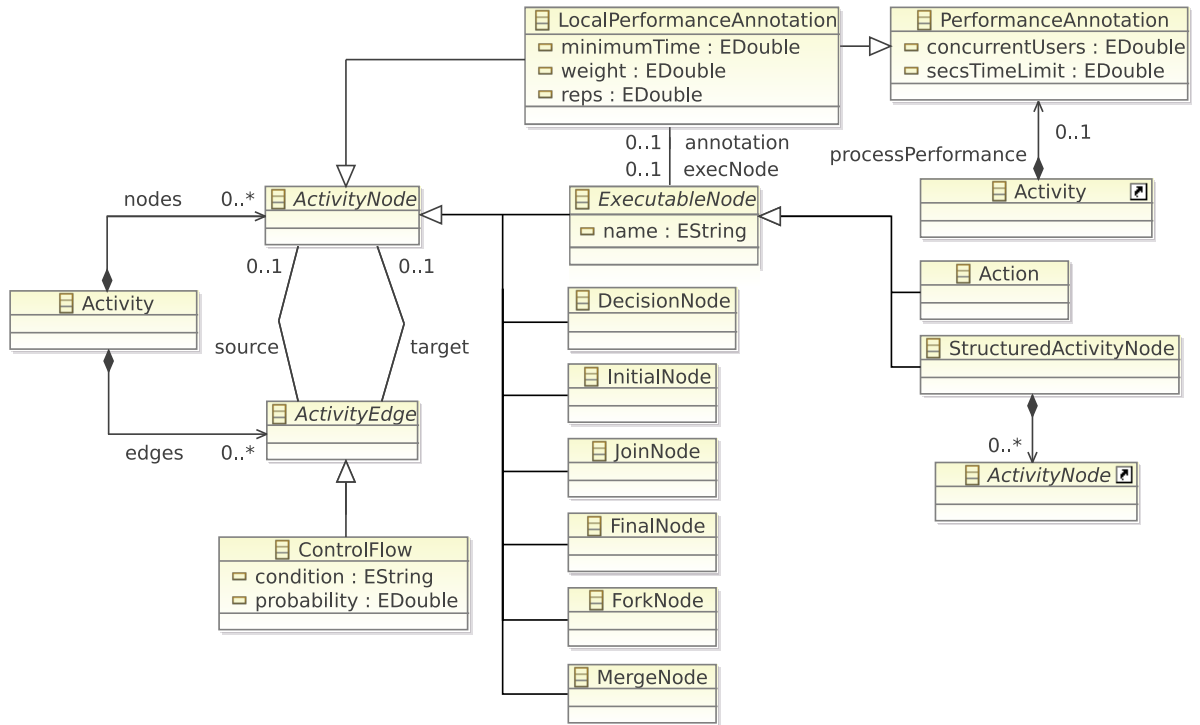 LocalPerformanceAnnotation
minimumTime : EDouble
weight : EDouble
reps : EDouble
PerformanceAnnotation
concurrentUsers : EDouble
secsTimeLimit : EDouble
0..1 annotation
0..1 execNode
0..1
processPerformance
Activity
nodes 0..*
ActivityNode
ExecutableNode
name : EString
0..1 0..1
Action
Activity
DecisionNode
source target
StructuredActivityNode
InitialNode
ActivityEdge
edges 0..*
JoinNode
0..*
ActivityNode
FinalNode
ControlFlow
condition : EString
probability : EDouble
ForkNode
MergeNode